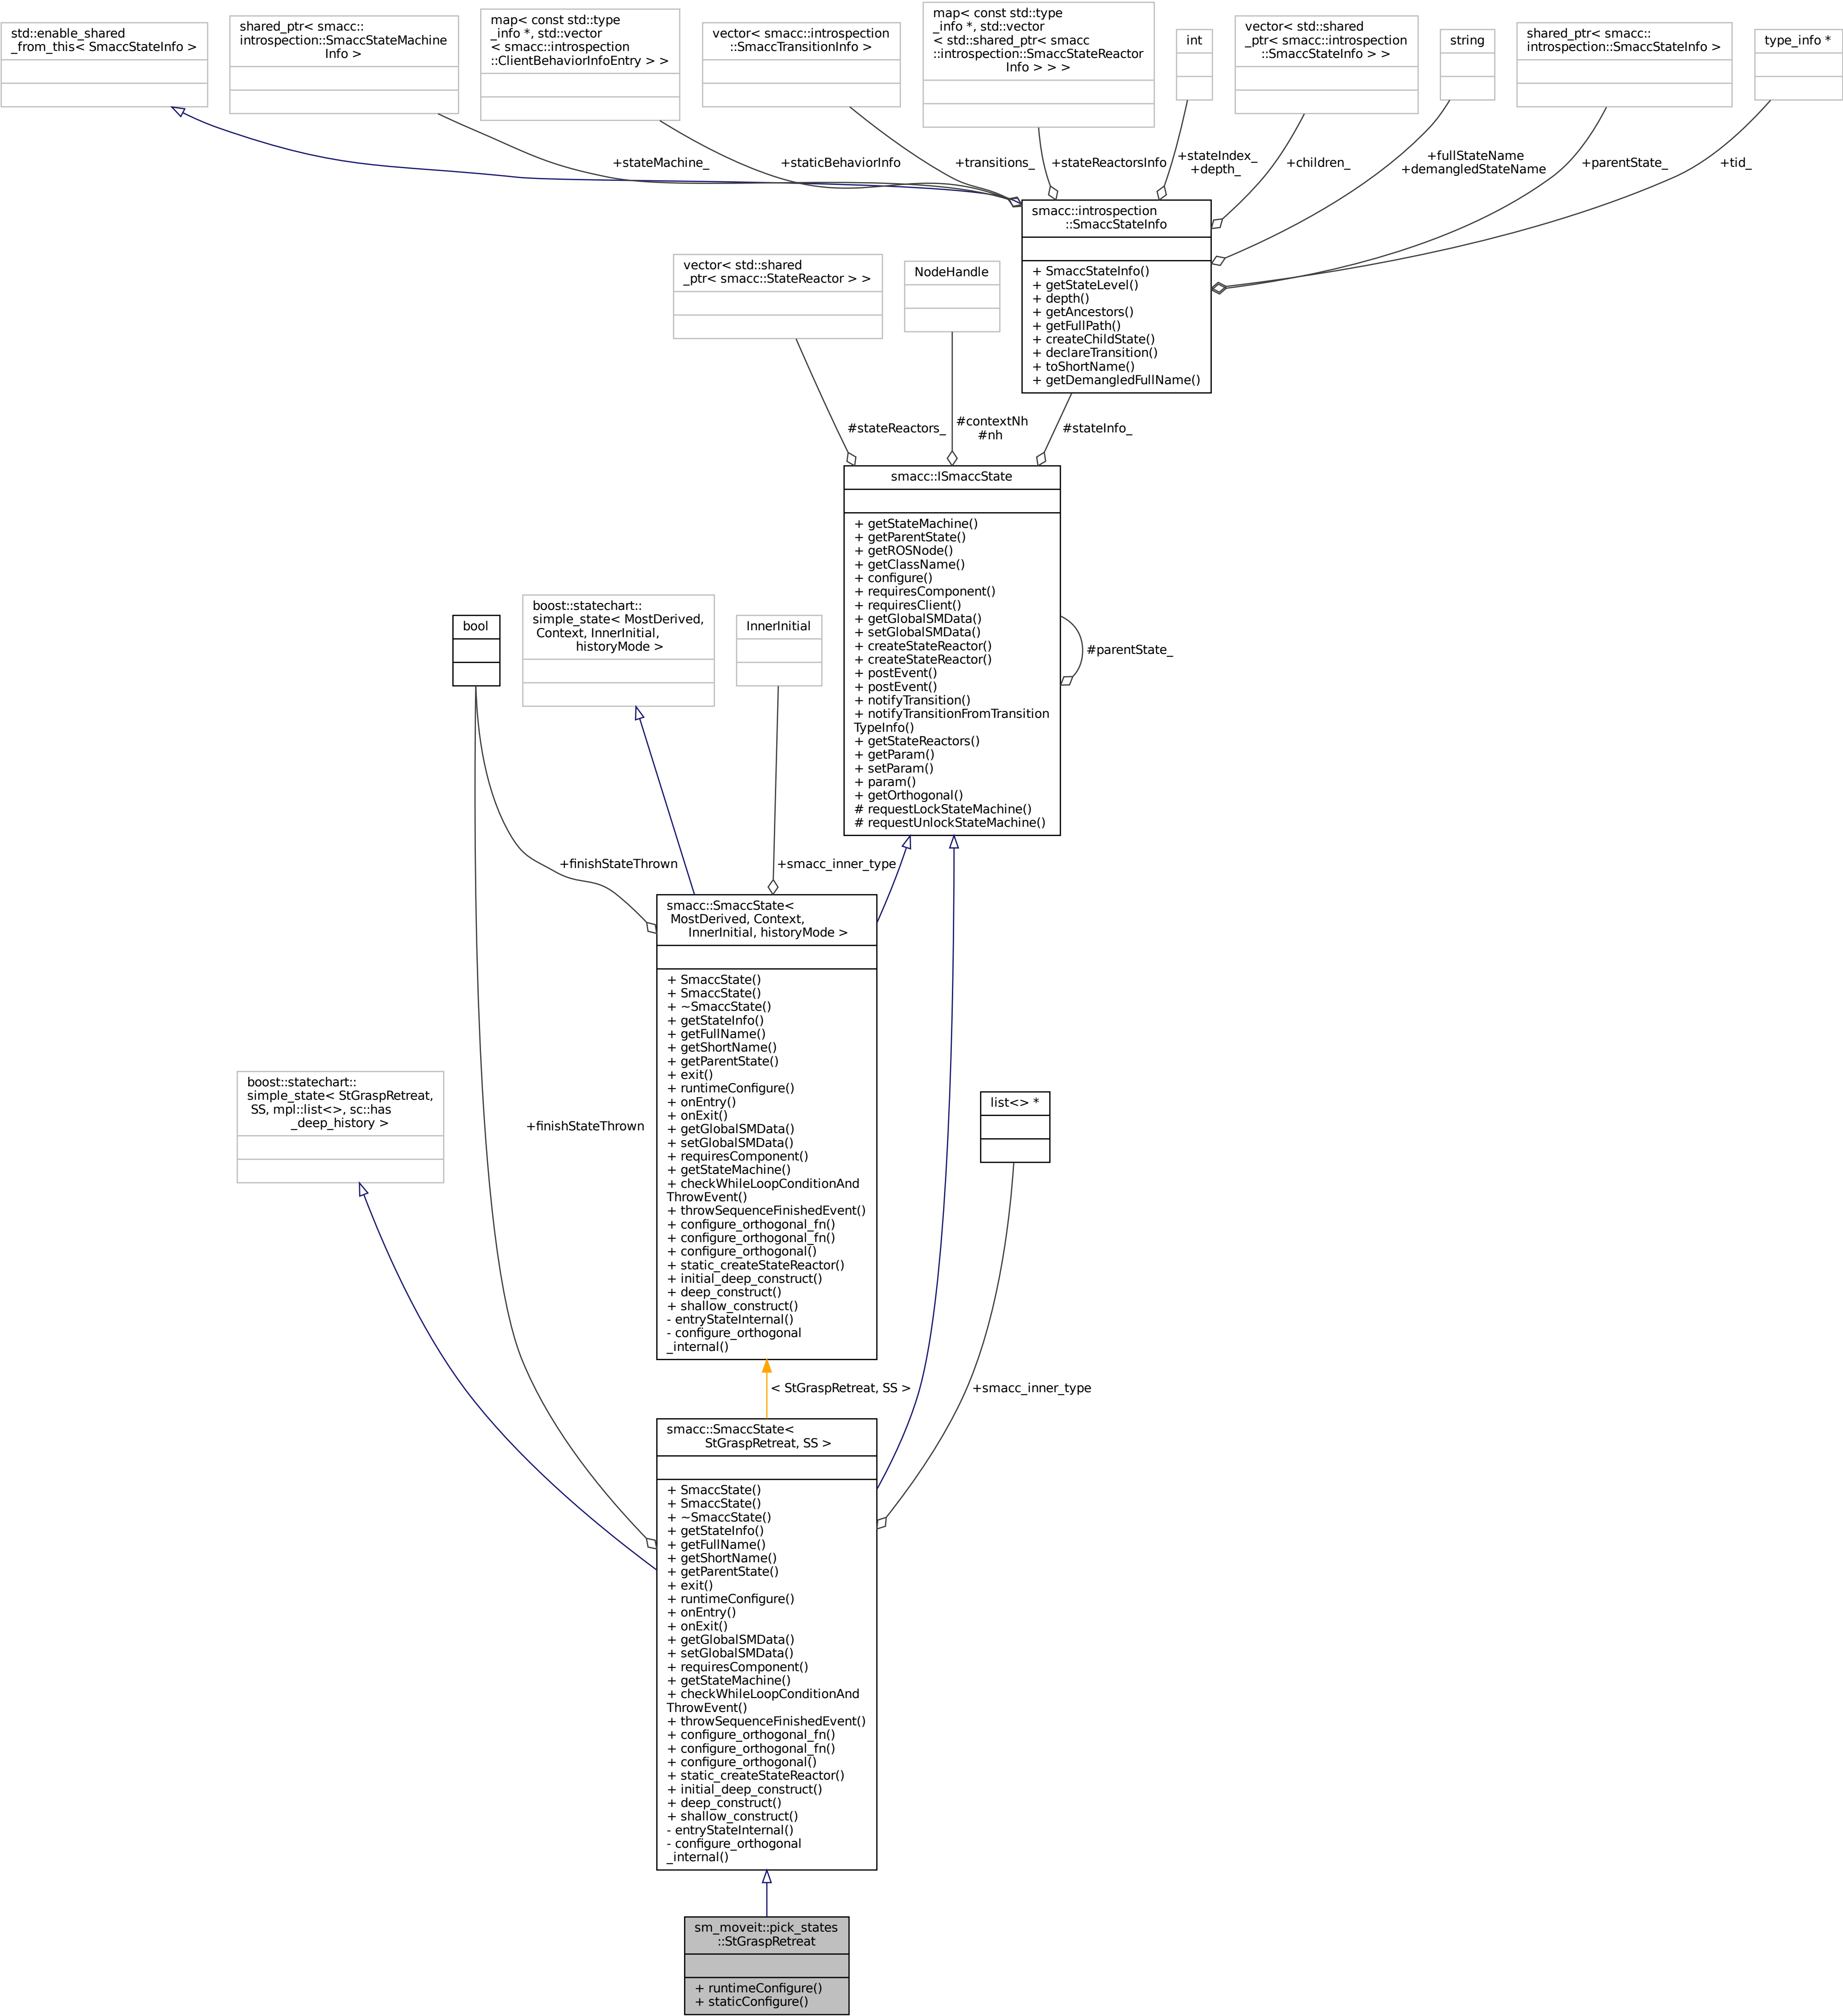 std::enable_shared
_from_this< SmaccStateInfo >
shared_ptr< smacc::
introspection::SmaccStateMachine
Info >
map< const std::type
_info *, std::vector
< smacc::introspection
::ClientBehaviorInfoEntry > >
vector< smacc::introspection
::SmaccTransitionInfo >
map< const std::type
_info *, std::vector
< std::shared_ptr< smacc
::introspection::SmaccStateReactor
Info > > >
int
vector< std::shared
_ptr< smacc::introspection
::SmaccStateInfo > >
string
shared_ptr< smacc::
introspection::SmaccStateInfo >
type_info *
+stateMachine_
+staticBehaviorInfo
+transitions_
+stateReactorsInfo
+stateIndex_
+depth_
+children_
+fullStateName
+demangledStateName
+parentState_
+tid_
smacc::introspection
::SmaccStateInfo
+ SmaccStateInfo()
+ getStateLevel()
+ depth()
+ getAncestors()
+ getFullPath()
+ createChildState()
+ declareTransition()
+ toShortName()
+ getDemangledFullName()
vector< std::shared
_ptr< smacc::StateReactor > >
NodeHandle
#stateReactors_
#contextNh
#nh
#stateInfo_
smacc::ISmaccState
+ getStateMachine()
+ getParentState()
+ getROSNode()
+ getClassName()
+ configure()
+ requiresComponent()
+ requiresClient()
+ getGlobalSMData()
+ setGlobalSMData()
+ createStateReactor()
+ createStateReactor()
+ postEvent()
+ postEvent()
+ notifyTransition()
+ notifyTransitionFromTransition
TypeInfo()
+ getStateReactors()
+ getParam()
+ setParam()
+ param()
+ getOrthogonal()
# requestLockStateMachine()
# requestUnlockStateMachine()
#parentState_
bool
boost::statechart::
simple_state< MostDerived,
Context, InnerInitial,
historyMode >
InnerInitial
+finishStateThrown
+smacc_inner_type
smacc::SmaccState<
MostDerived, Context,
InnerInitial, historyMode >
+ SmaccState()
+ SmaccState()
+ ~SmaccState()
+ getStateInfo()
+ getFullName()
+ getShortName()
+ getParentState()
+ exit()
+ runtimeConfigure()
+ onEntry()
+ onExit()
+ getGlobalSMData()
+ setGlobalSMData()
+ requiresComponent()
+ getStateMachine()
+ checkWhileLoopConditionAnd
ThrowEvent()
+ throwSequenceFinishedEvent()
+ configure_orthogonal_fn()
+ configure_orthogonal_fn()
+ configure_orthogonal()
+ static_createStateReactor()
+ initial_deep_construct()
+ deep_construct()
+ shallow_construct()
- entryStateInternal()
- configure_orthogonal
_internal()
boost::statechart::
simple_state< StGraspRetreat,
SS, mpl::list<>, sc::has
_deep_history >
+finishStateThrown
list<> *
< StGraspRetreat, SS >
+smacc_inner_type
smacc::SmaccState<
StGraspRetreat, SS >
+ SmaccState()
+ SmaccState()
+ ~SmaccState()
+ getStateInfo()
+ getFullName()
+ getShortName()
+ getParentState()
+ exit()
+ runtimeConfigure()
+ onEntry()
+ onExit()
+ getGlobalSMData()
+ setGlobalSMData()
+ requiresComponent()
+ getStateMachine()
+ checkWhileLoopConditionAnd
ThrowEvent()
+ throwSequenceFinishedEvent()
+ configure_orthogonal_fn()
+ configure_orthogonal_fn()
+ configure_orthogonal()
+ static_createStateReactor()
+ initial_deep_construct()
+ deep_construct()
+ shallow_construct()
- entryStateInternal()
- configure_orthogonal
_internal()
sm_moveit::pick_states
::StGraspRetreat
+ runtimeConfigure()
+ staticConfigure()